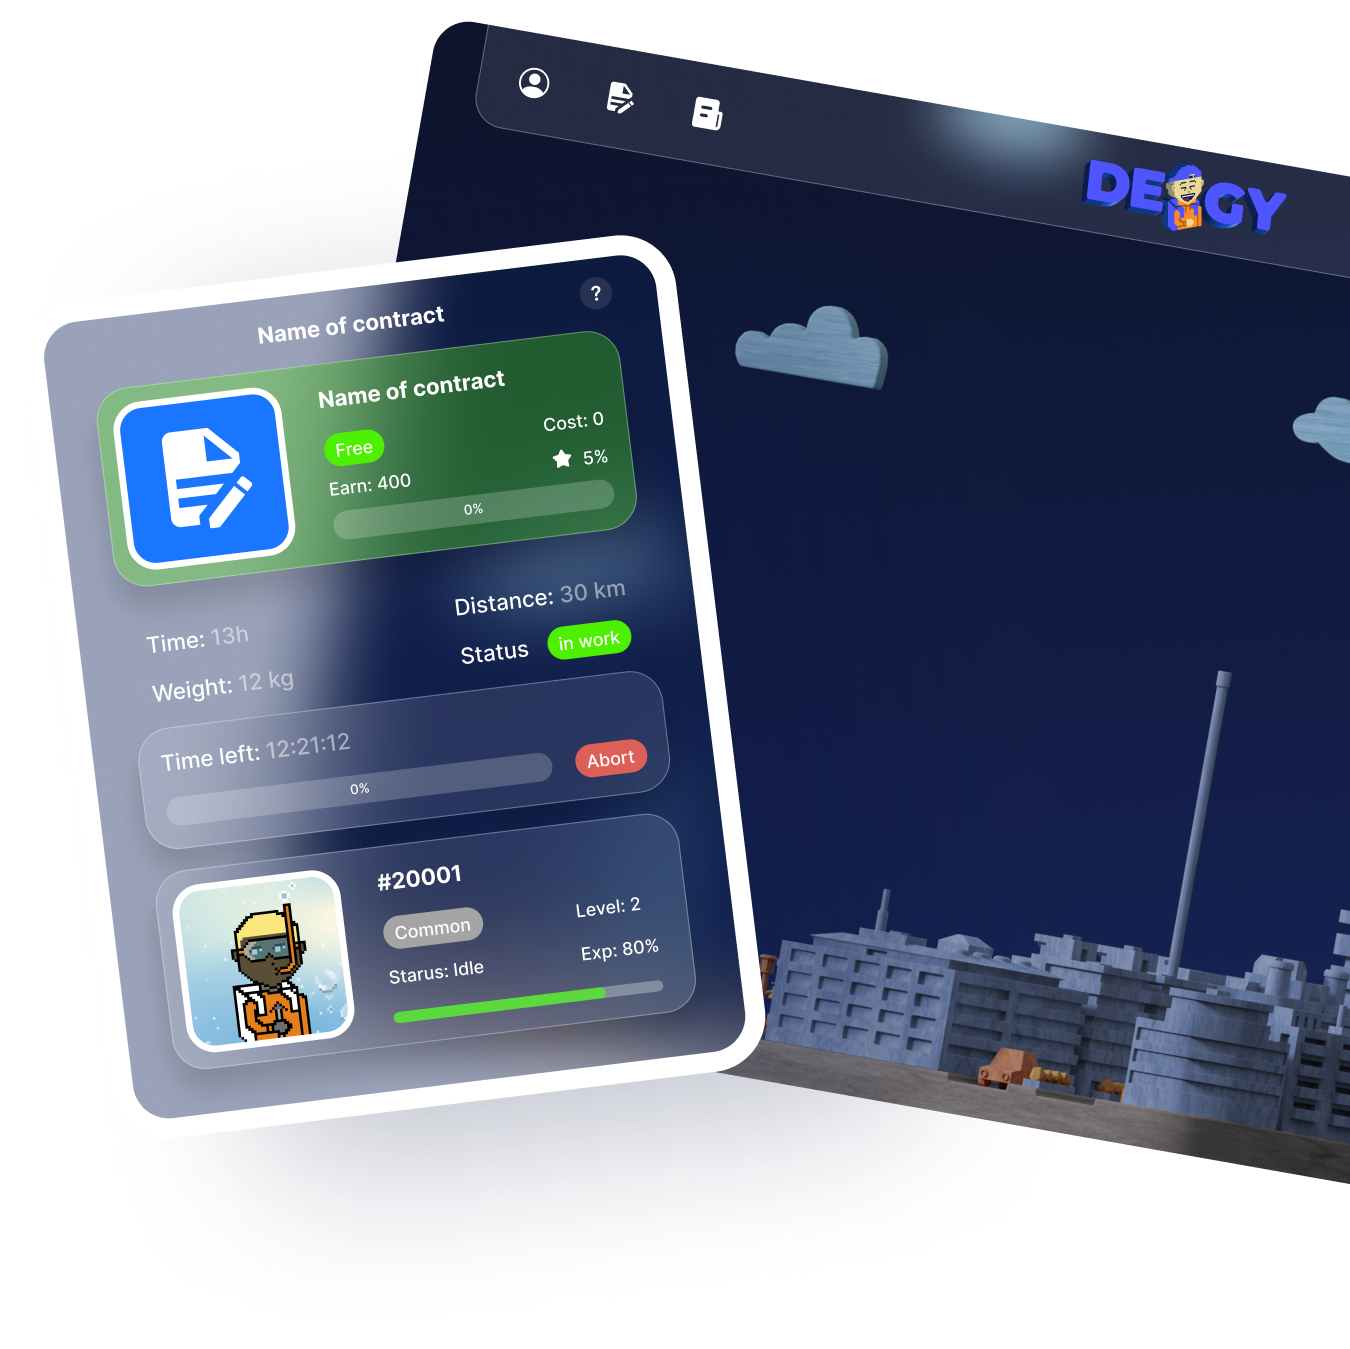 DE GY
Name of contract
?
Name of contract
Free
Cost: 0
5%
Earn: 400
0%
Time: 13h
Distance: 30 km
Weight: 12 kg
Status in work
Time left: 12:21:12
0%
Abort
#20001
Common
Level: 2
Starus: Idle
Exp: 80%